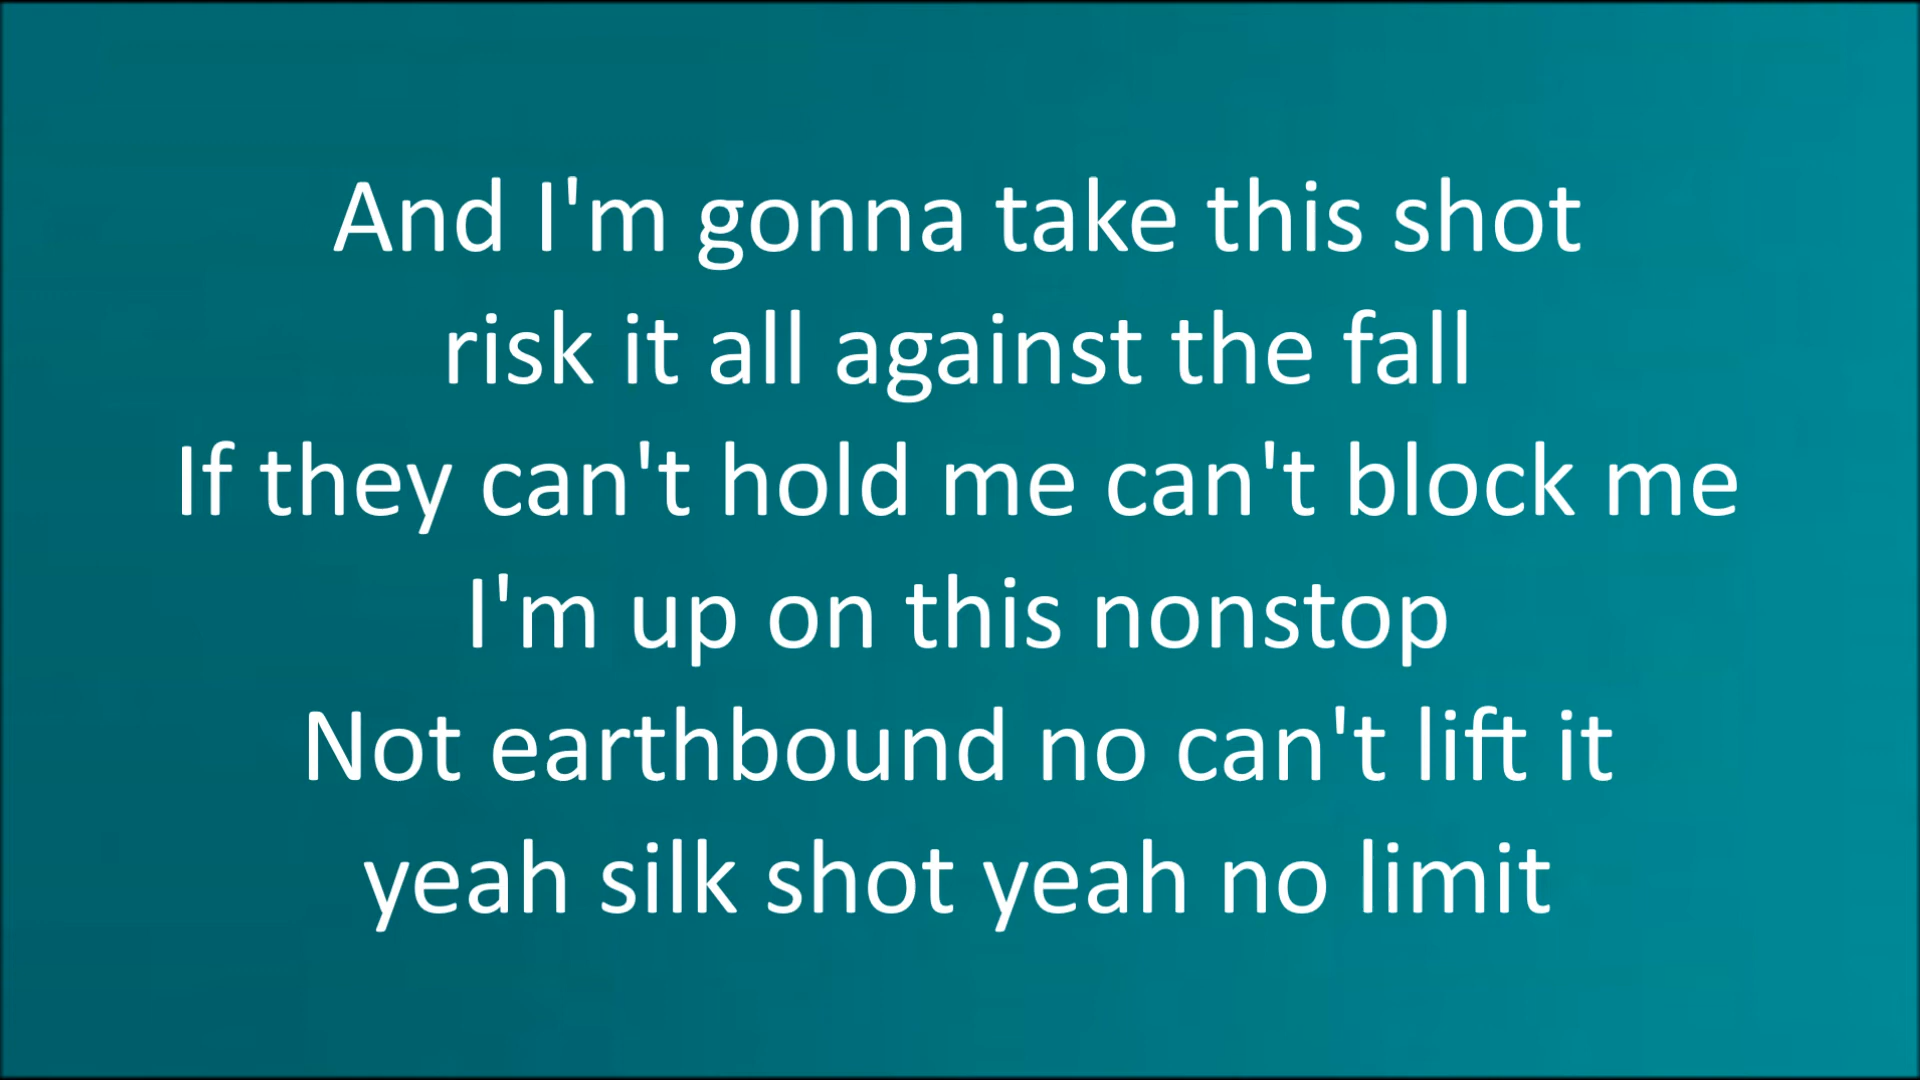 And I'm gonna take this shot
risk it all against the fall
If they can't hold me can't block me
I'm up on this nonstop
Not earthbound no can't lift it
yeah silk shot yeah no limit